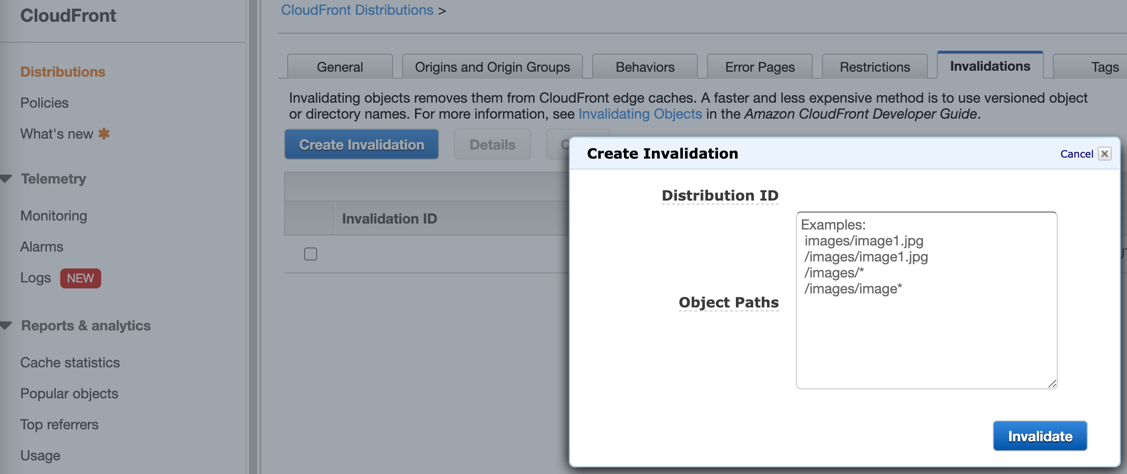 CloudFront
Distributions
Policies
What's new
Telemetry
Monitoring
Alarms
Logs NEW
Reports & analytics
Cache statistics
Popular objects
Top referrers
Usage
CloudFront Distributions >
General Origins and Origin Groups Behaviors Error Pages Restrictions Invalidations Tags
Invalidating objects removes them from CloudFront edge caches. A faster and less expensive method is to use versioned object
or directory names. For more information, see Invalidating Objects in the Amazon CloudFront Developer Guide.
Create Invalidation Details
Invalidation ID
Create Invalidation Cancel
Distribution ID
Object Paths
Examples:
images/image1.jpg
/images/image1.jpg
/images/*
/images/image*
Invalidate